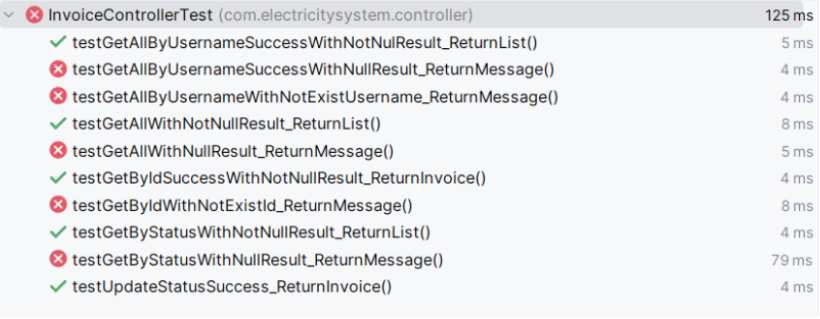 InvoiceControllerTest (com.electricitysystem.controller) 125 ms
testGetAllByUsernameSuccessWithNotNulResult_ReturnList() 5 ms
testGetAllByUsernameSuccessWithNullResult_ReturnMessage() 4 ms
testGetAllByUsernameWithNotExistUsername_ReturnMessage() 4 ms
testGetAllWithNotNullResult_ReturnList() 8 ms
testGetAllWithNullResult_ReturnMessage() 5 ms
testGetByIdSuccessWithNotNullResult_ReturnInvoice() 4 ms
testGetByIdWithNotExistId_ReturnMessage() 8 ms
testGetByStatusWithNotNullResult_ReturnList() 4 ms
testGetByStatusWithNullResult_ReturnMessage() 79 ms
testUpdateStatusSuccess_ReturnInvoice() 4 ms